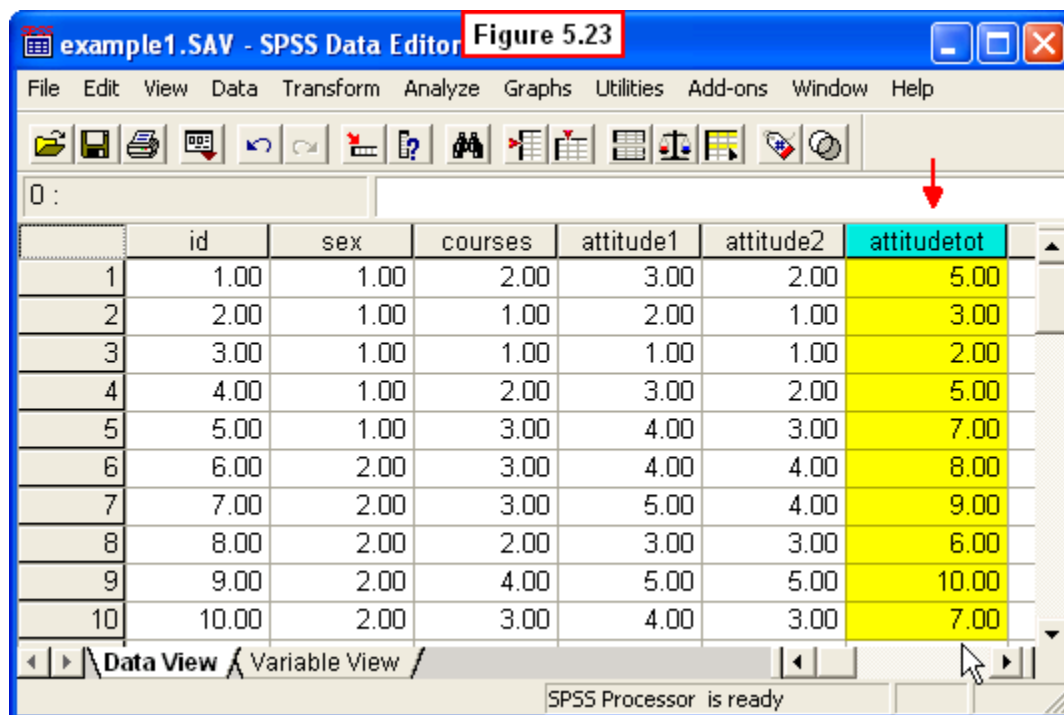 SPSS
example1.SAV - SPSS Data Editor
Figure 5.23
File Edit View Data Transform Analyze Graphs Utilities Add-ons Window Help
0 :
id sex courses attitude1 attitude2 attitudetot
1 1.00 1.00 2.00 3.00 2.00 5.00
2 2.00 1.00 1.00 2.00 1.00 3.00
3 3.00 1.00 1.00 1.00 1.00 2.00
4 4.00 1.00 2.00 3.00 2.00 5.00
5 5.00 1.00 3.00 4.00 3.00 7.00
6 6.00 2.00 3.00 4.00 4.00 8.00
7 7.00 2.00 3.00 5.00 4.00 9.00
8 8.00 2.00 2.00 3.00 3.00 6.00
9 9.00 2.00 4.00 5.00 5.00 10.00
10 10.00 2.00 3.00 4.00 3.00 7.00
Data View Variable View
SPSS Processor is ready